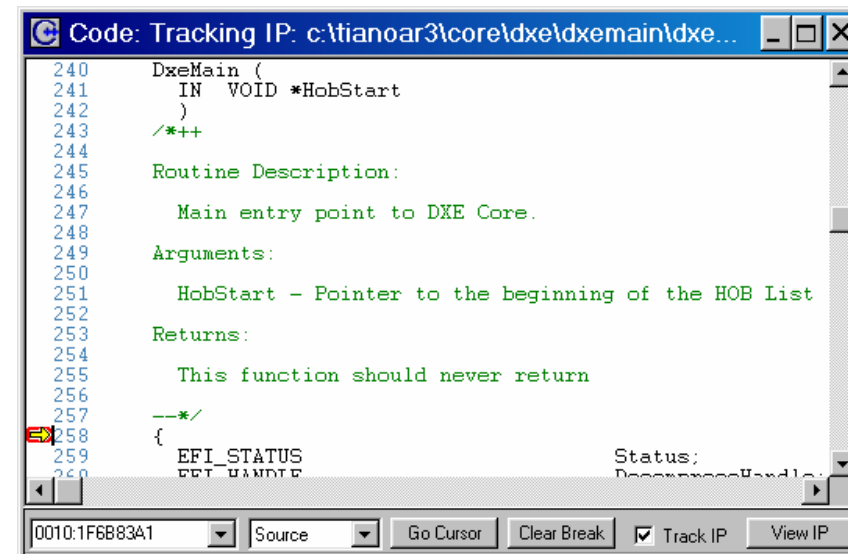 Code: Tracking IP: c:\tianoar3\core\dxe\dxemain\dxe...
240 DxeMain (
241 IN VOID *HobStart
242 )
243 /*++
244
245 Routine Description:
246
247 Main entry point to DXE Core.
248
249 Arguments:
250
251 HobStart - Pointer to the beginning of the HOB List
252
253 Returns:
254
255 This function should never return
256
257 --*/
258 {
259 EFI_STATUS Status;
260 EFI_HANDLE DecompressHandle;
0010:1F6B83A1 Source Go Cursor Clear Break Track IP View IP